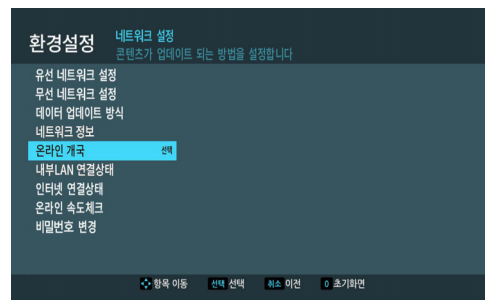 환경설정
네트워크 설정
콘텐츠가 업데이트 되는 방법을 설정합니다
유선 네트워크 설정
무선 네트워크 설정
데이터 업데이트 방식
네트워크 정보
온라인 개국 선택
내부LAN 연결상태
인터넷 연결상태
온라인 속도체크
비밀번호 변경
항목 이동 선택 선택 취소 이전 0 초기화면